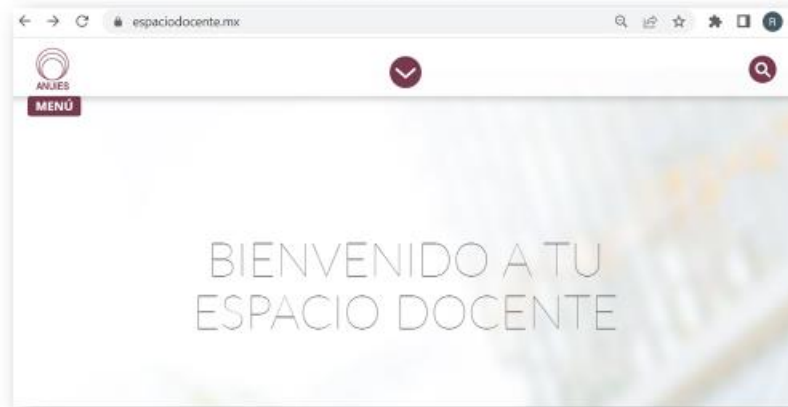 espaciodocente.mx
R
ANUIES
MENÚ
BIENVENIDO A TU
ESPACIO DOCENTE